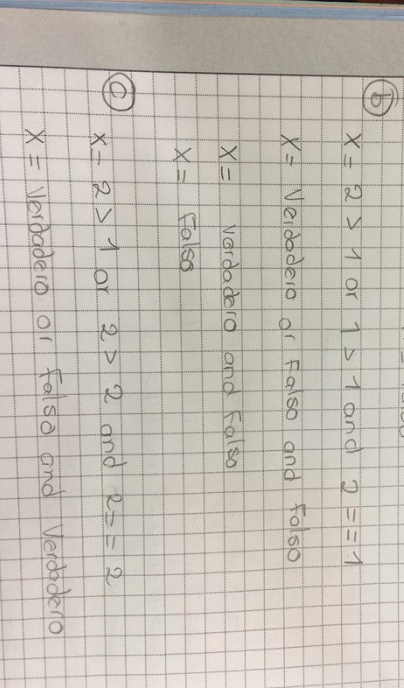 b
X = 2 > 1 or 1 > 1 and 2 == 1
X = Verdadero or Falso and Falso
X = Verdadero and Falso
X = Falso
c
X = 2 > 1 or 2 > 2 and 2 == 2
X = Verdadero or Falso and Verdadero